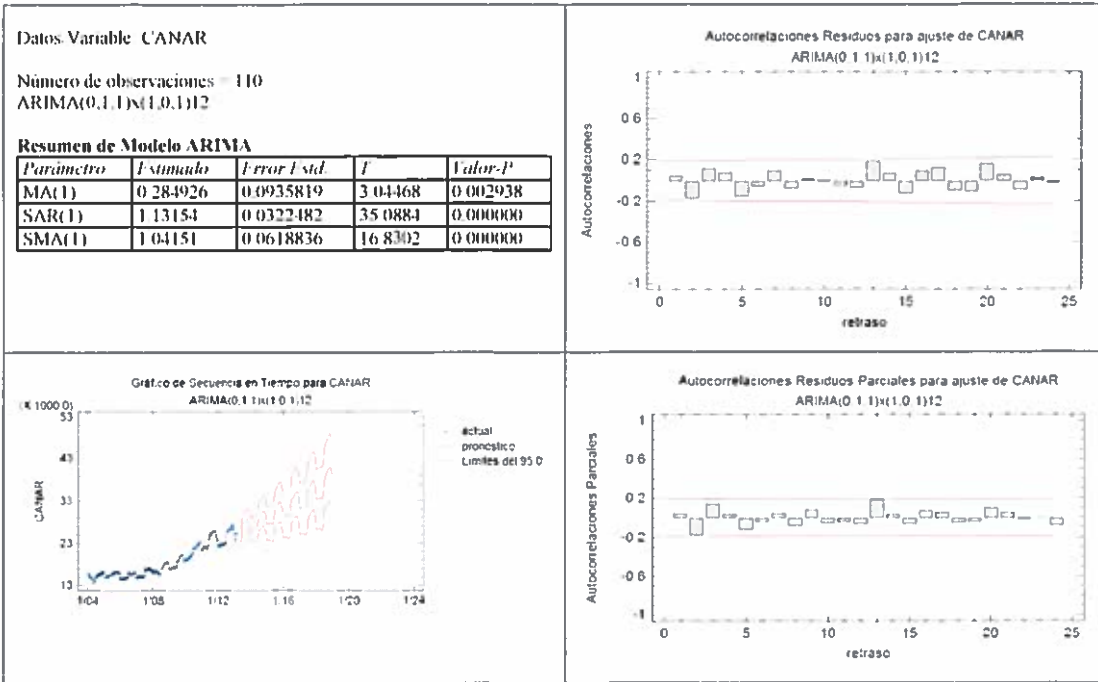 Datos Variable: CANAR
Número de observaciones = 110
ARIMA(0,1,1)x(1,0,1)12
Resumen de Modelo ARIMA
Parámetro Estimado Error Estd. T Valor-P
MA(1) 0.284926 0.0935819 3.04468 0.002938
SAR(1) 1.13154 0.0322482 35.0884 0.000000
SMA(1) 1.04151 0.0618836 16.8302 0.000000
Autocorrelaciones Residuos para ajuste de CANAR
ARIMA(0,1,1)x(1,0,1)12
Autocorrelaciones
1
0.6
0.2
-0.2
-0.6
-1
0 5 10 15 20 25
retraso
Gráfico de Secuencia en Tiempo para CANAR
ARIMA(0,1,1)x(1,0,1)12
(X 1000.0)
CANAR
53
43
33
23
13
1/04 1/08 1/12 1/16 1/20 1/24
actual
pronóstico
Límites del 95.0
Autocorrelaciones Residuos Parciales para ajuste de CANAR
ARIMA(0,1,1)x(1,0,1)12
Autocorrelaciones Parciales
1
0.6
0.2
-0.2
-0.6
-1
0 5 10 15 20 25
retraso